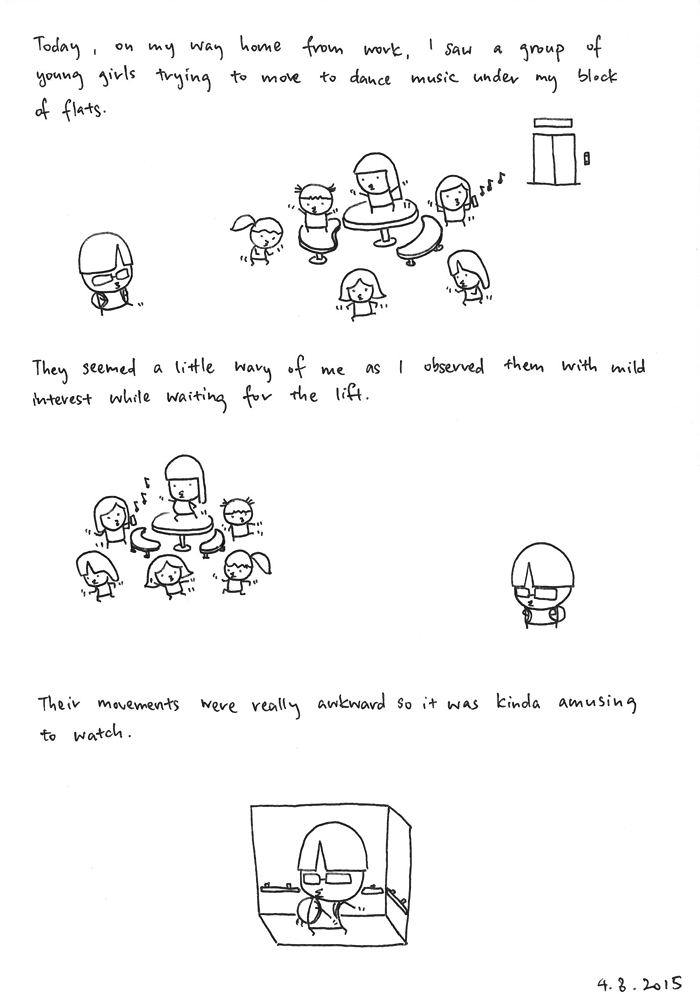 Today, on my way home from work, I saw a group of
young girls trying to move to dance music under my block
of flats.
They seemed a little wary of me as I observed them with mild
interest while waiting for the lift.
Their movements were really awkward so it was kinda amusing
to watch.
4.8.2015